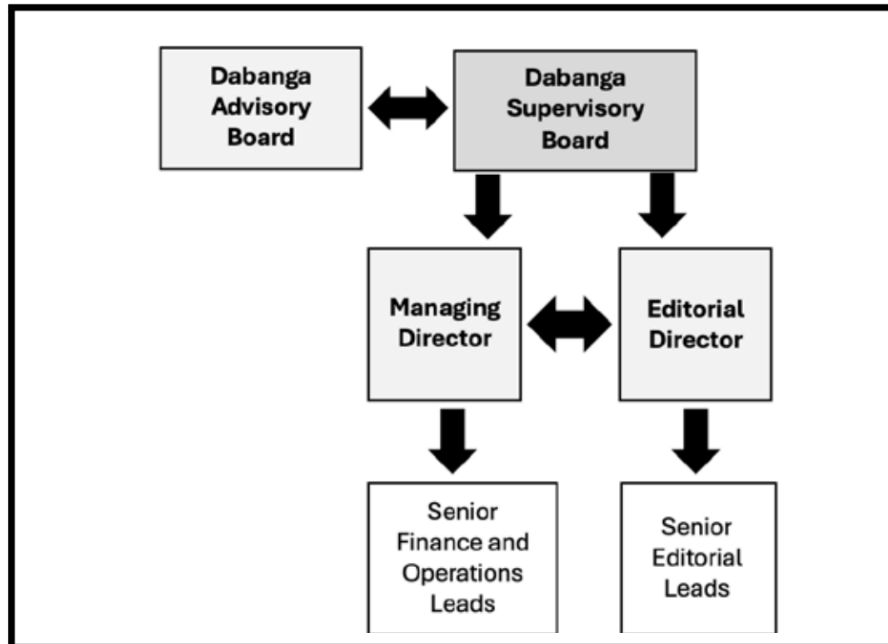 Dabanga
Advisory
Board
Dabanga
Supervisory
Board
Managing
Director
Editorial
Director
Senior
Finance and
Operations
Leads
Senior
Editorial
Leads